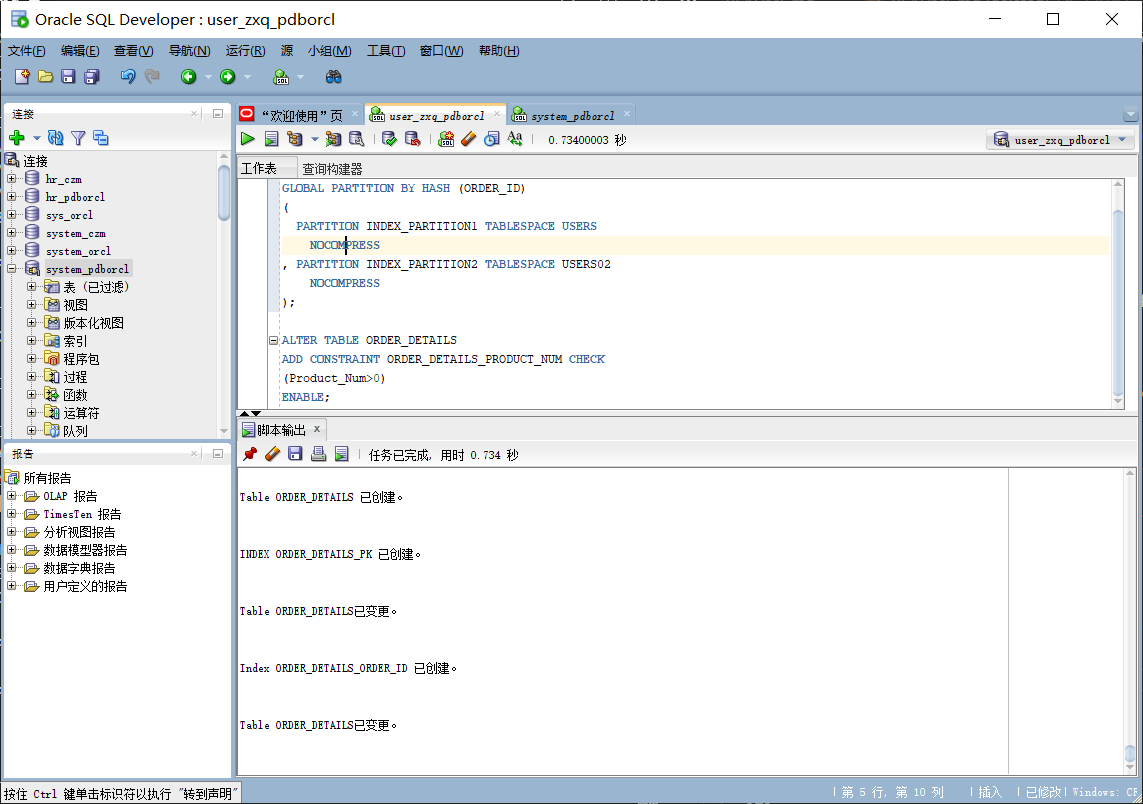 Oracle SQL Developer : user_zxq_pdborcl
文件(F) 编辑(E) 查看(V) 导航(N) 运行(R) 源 小组(M) 工具(T) 窗口(W) 帮助(H)
连接
连接
hr_czm
hr_pdborcl
sys_orcl
system_czm
system_orcl
system_pdborcl
表 (已过滤)
视图
版本化视图
索引
程序包
过程
函数
运算符
队列
报告
所有报告
OLAP 报告
TimesTen 报告
分析视图报告
数据模型器报告
数据字典报告
用户定义的报告
“欢迎使用”页 user_zxq_pdborcl system_pdborcl
0.73400003 秒 user_zxq_pdborcl
工作表 查询构建器
GLOBAL PARTITION BY HASH (ORDER_ID)
(
PARTITION INDEX_PARTITION1 TABLESPACE USERS
NOCOMPRESS
, PARTITION INDEX_PARTITION2 TABLESPACE USERS02
NOCOMPRESS
);
ALTER TABLE ORDER_DETAILS
ADD CONSTRAINT ORDER_DETAILS_PRODUCT_NUM CHECK
(Product_Num>0)
ENABLE;
脚本输出
任务已完成, 用时 0.734 秒
Table ORDER_DETAILS 已创建。
INDEX ORDER_DETAILS_PK 已创建。
Table ORDER_DETAILS已变更。
Index ORDER_DETAILS_ORDER_ID 已创建。
Table ORDER_DETAILS已变更。
按住 Ctrl 键单击标识符以执行 "转到声明" 第 5 行, 第 10 列 插入 已修改 Windows: CF